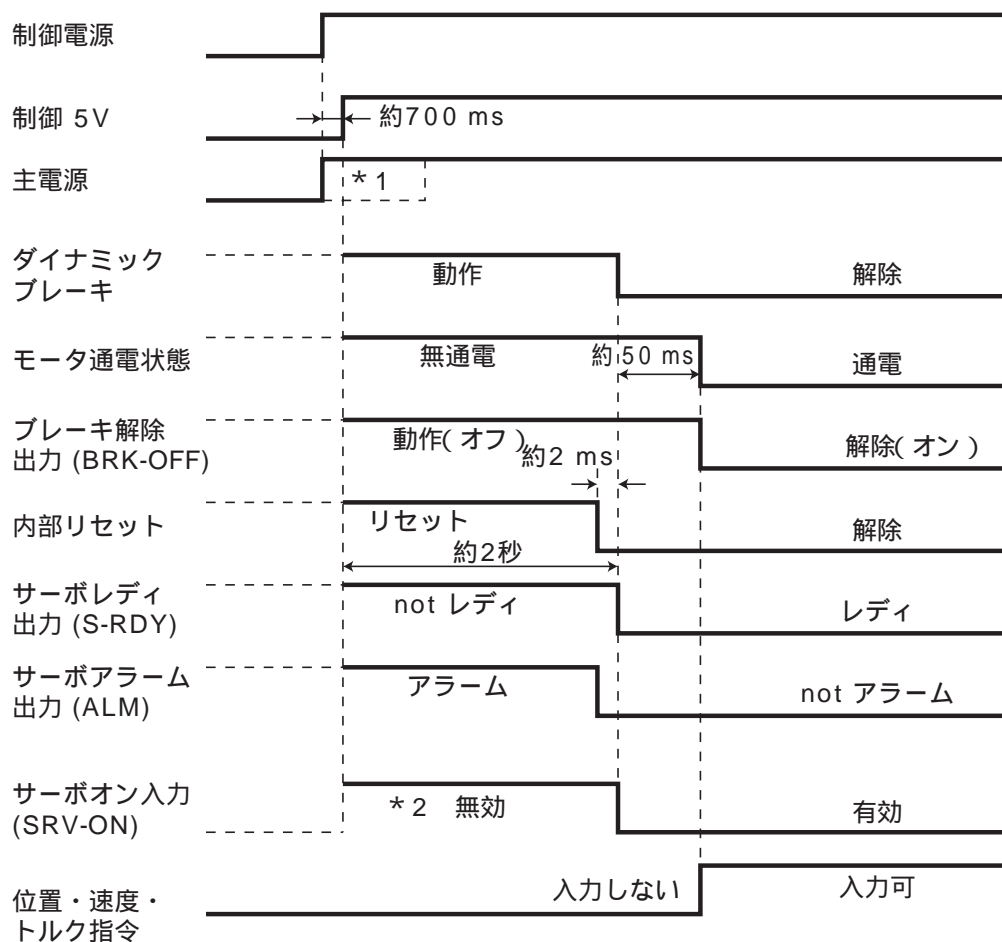 制御電源
制御 5V
約700 ms
主電源
＊1
ダイナミック
ブレーキ
動作
解除
モータ通電状態
無通電
約50 ms
通電
ブレーキ解除
出力 (BRK-OFF)
動作(オフ)
約2 ms
解除(オン)
内部リセット
リセット
解除
約2秒
サーボレディ
出力 (S-RDY)
not レディ
レディ
サーボアラーム
出力 (ALM)
アラーム
not アラーム
サーボオン入力
(SRV-ON)
＊2 無効
有効
位置・速度・
トルク指令
入力しない
入力可